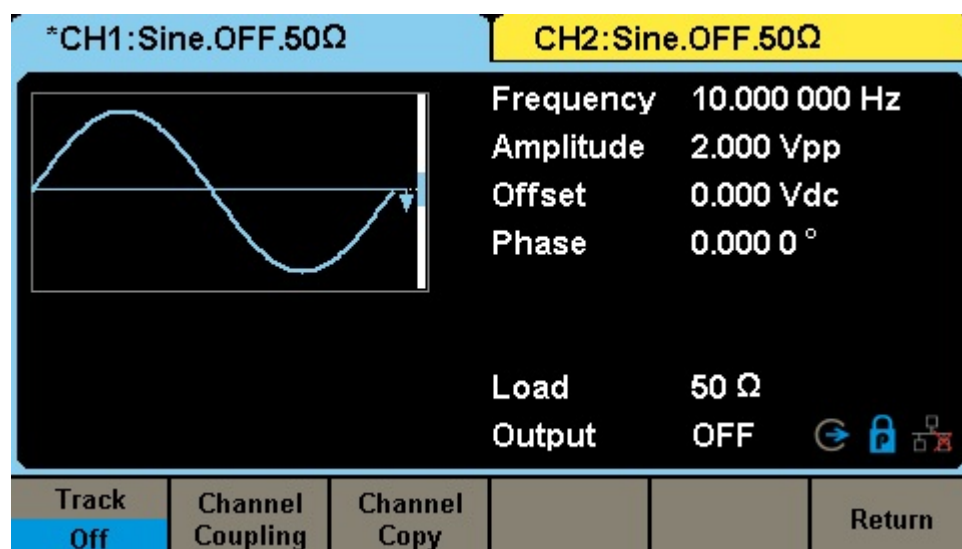 *CH1:Sine.OFF.50Ω CH2:Sine.OFF.50Ω
Frequency 10.000 000 Hz
Amplitude 2.000 Vpp
Offset 0.000 Vdc
Phase 0.000 0 °
Load 50 Ω
Output OFF
Track Off
Channel Coupling
Channel Copy
Return